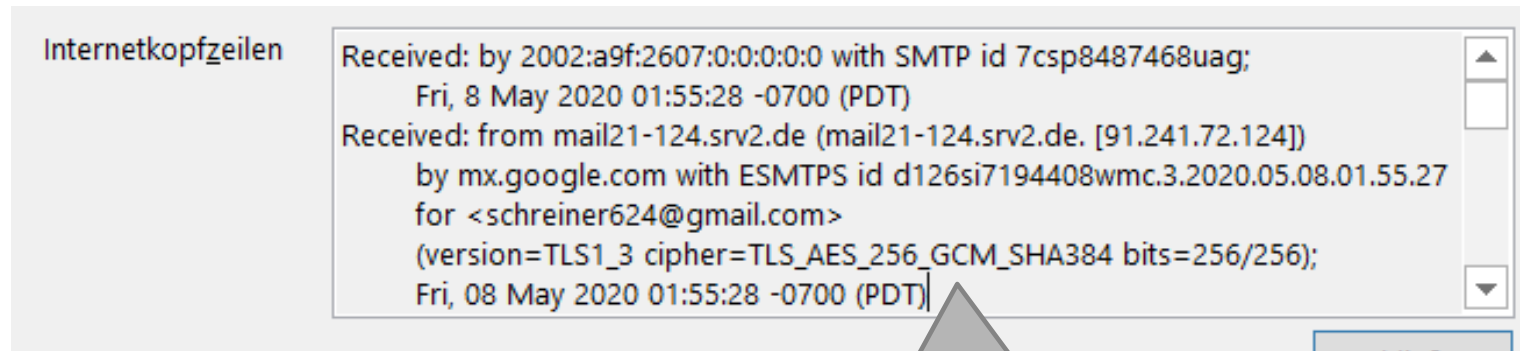 Internetkopfzeilen
Received: by 2002:a9f:2607:0:0:0:0:0 with SMTP id 7csp8487468uag;
Fri, 8 May 2020 01:55:28 -0700 (PDT)
Received: from mail21-124.srv2.de (mail21-124.srv2.de. [91.241.72.124])
by mx.google.com with ESMTPS id d126si7194408wmc.3.2020.05.08.01.55.27
for <schreiner624@gmail.com>
(version=TLS1_3 cipher=TLS_AES_256_GCM_SHA384 bits=256/256);
Fri, 08 May 2020 01:55:28 -0700 (PDT)